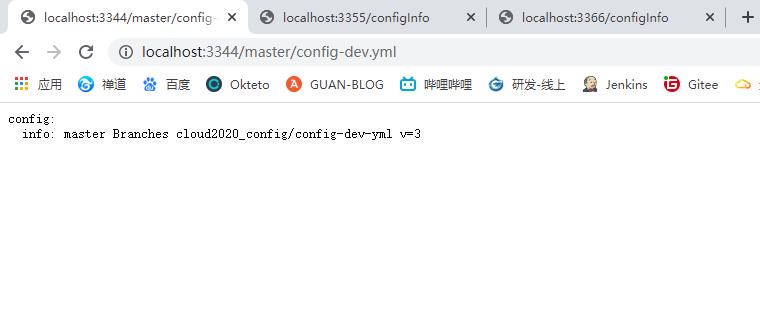 localhost:3344/master/config-
localhost:3355/configInfo
localhost:3366/configInfo
localhost:3344/master/config-dev.yml
应用 禅道 百度 Okteto GUAN-BLOG 哔哩哔哩 研发-线上 Jenkins Gitee
config:
info: master Branches cloud2020_config/config-dev-yml v=3